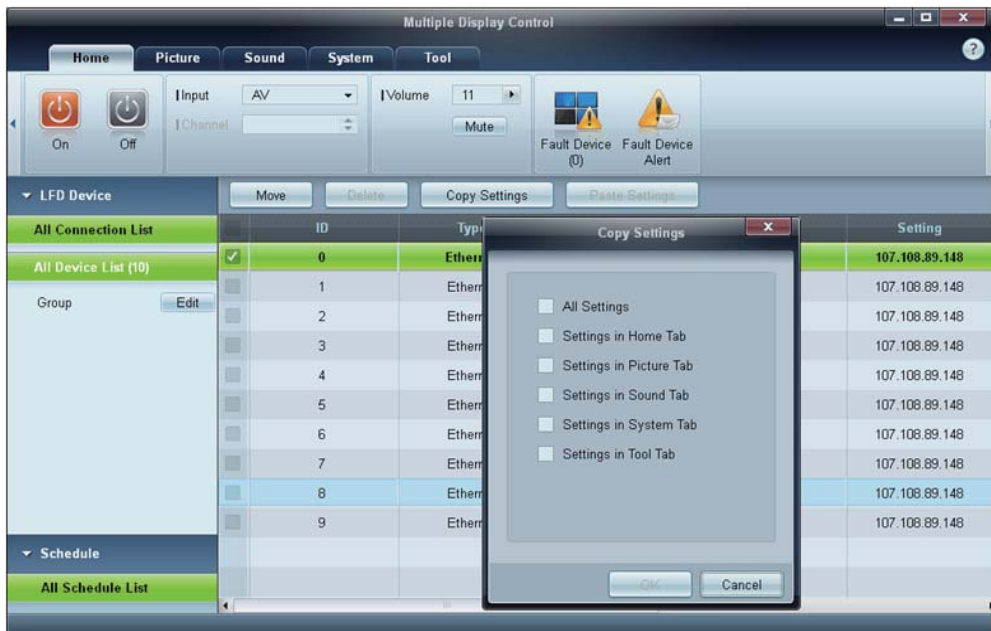 Multiple Display Control
Home Picture Sound System Tool
?
Input AV
Channel
Volume 11
Mute
On Off
Fault Device (0)
Fault Device Alert
LFD Device
Move Delete Copy Settings Paste Settings
All Connection List
All Device List (10)
Group Edit
Schedule
All Schedule List
ID Setting
0 107.108.89.148
1 107.108.89.148
2 107.108.89.148
3 107.108.89.148
4 107.108.89.148
5 107.108.89.148
6 107.108.89.148
7 107.108.89.148
8 107.108.89.148
9 107.108.89.148
Copy Settings
All Settings
Settings in Home Tab
Settings in Picture Tab
Settings in Sound Tab
Settings in System Tab
Settings in Tool Tab
OK Cancel